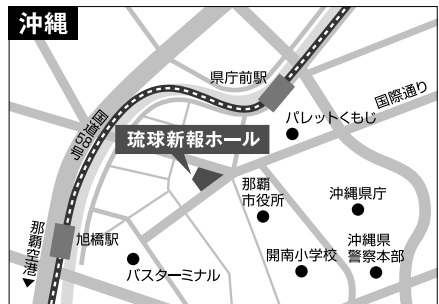 沖縄
県庁前駅
国際通り
パレットくもじ
国道58号
琉球新報ホール
那覇
市役所
沖縄県庁
那覇空港
旭橋駅
バスターミナル
開南小学校
沖縄県
警察本部